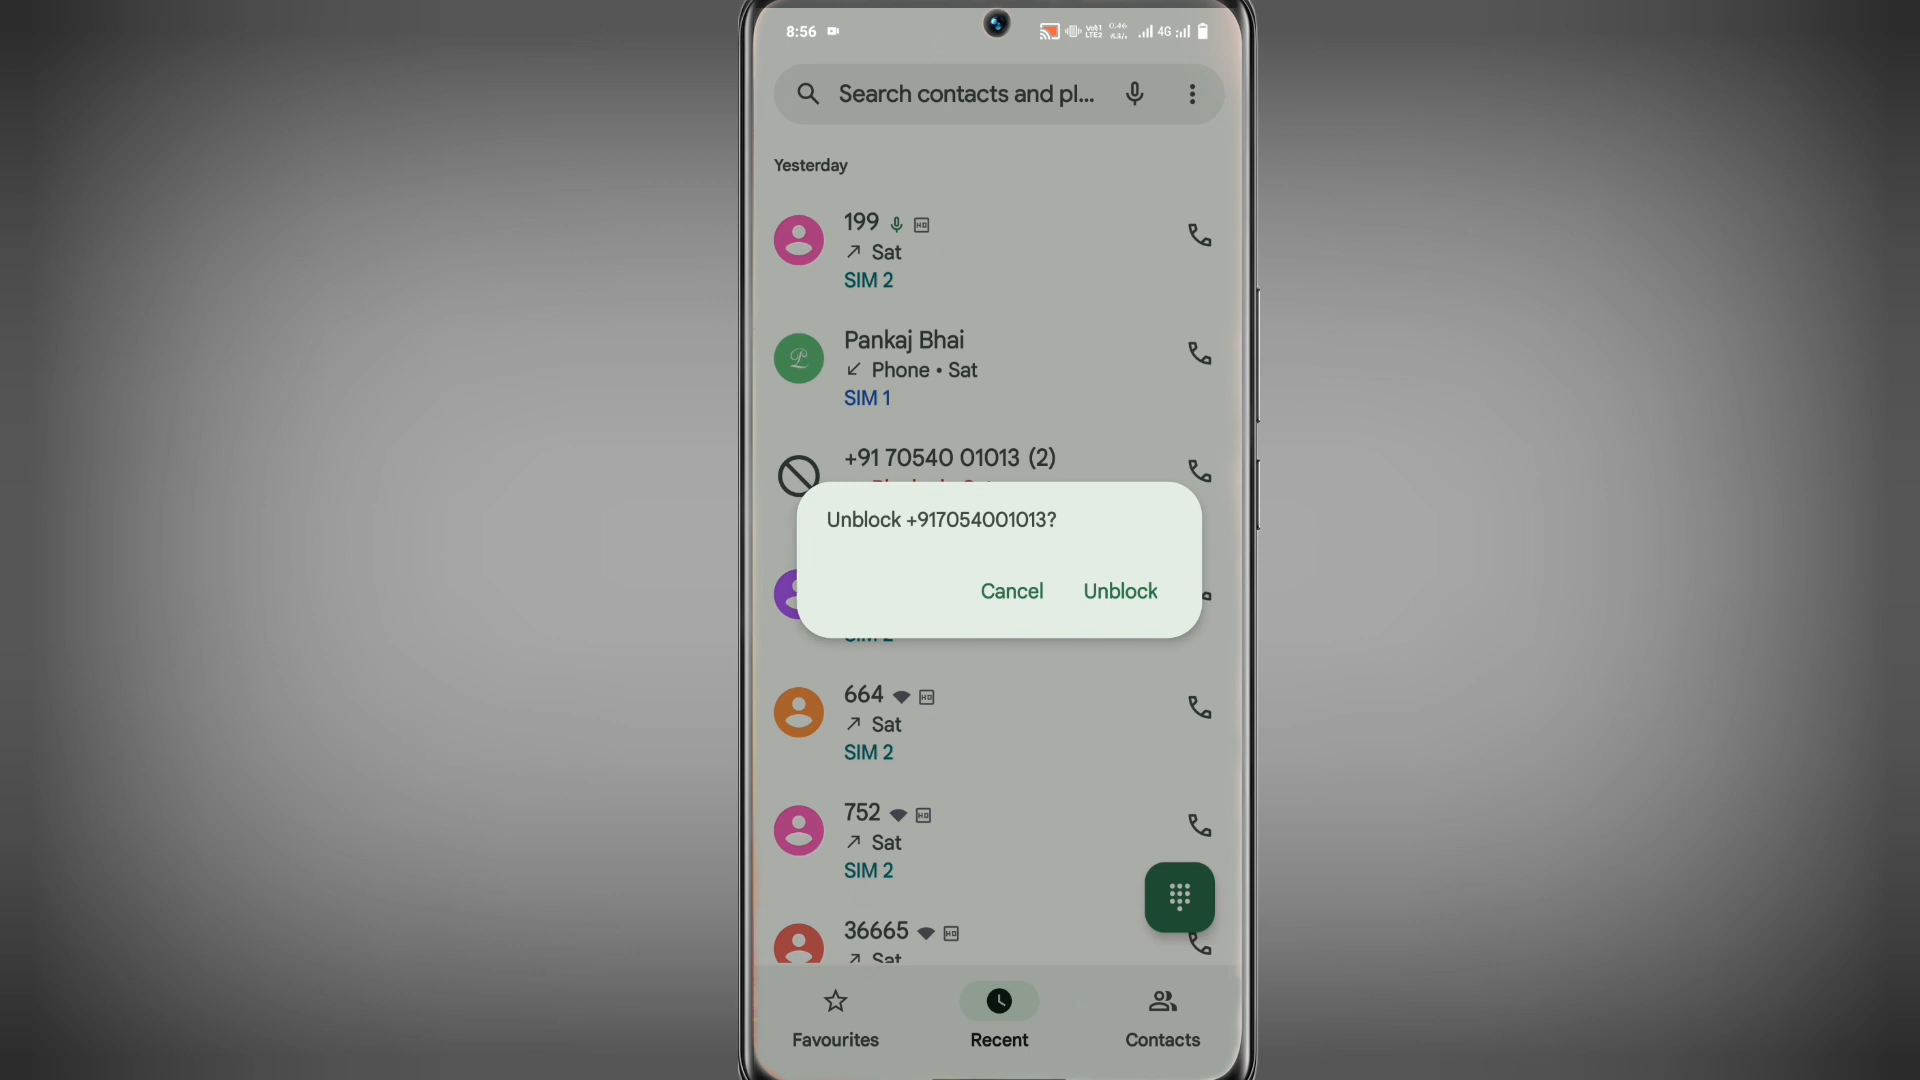 8:56
4G
Search contacts and pl...
Yesterday
199
Sat
SIM 2
Pankaj Bhai
Phone • Sat
SIM 1
+91 70540 01013 (2)
Unblock +917054001013?
Cancel
Unblock
664
Sat
SIM 2
752
Sat
SIM 2
36665
Sat
Favourites
Recent
Contacts